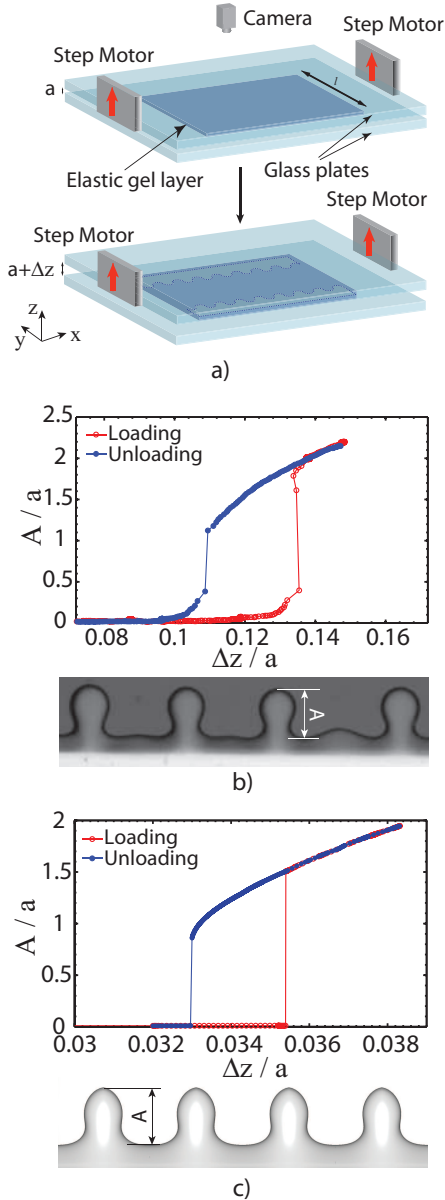 Camera
Step Motor
Step Motor
a
l
Elastic gel layer
Glass plates
Step Motor
Step Motor
a+Δz
z
y
x
a)
2.5
Loading
Unloading
2
1.5
1
0.5
0
A / a
0.08
0.1
0.12
0.14
0.16
Δz / a
A
b)
2
Loading
Unloading
1.5
1
0.5
0
A / a
0.03
0.032
0.034
0.036
0.038
Δz / a
A
c)